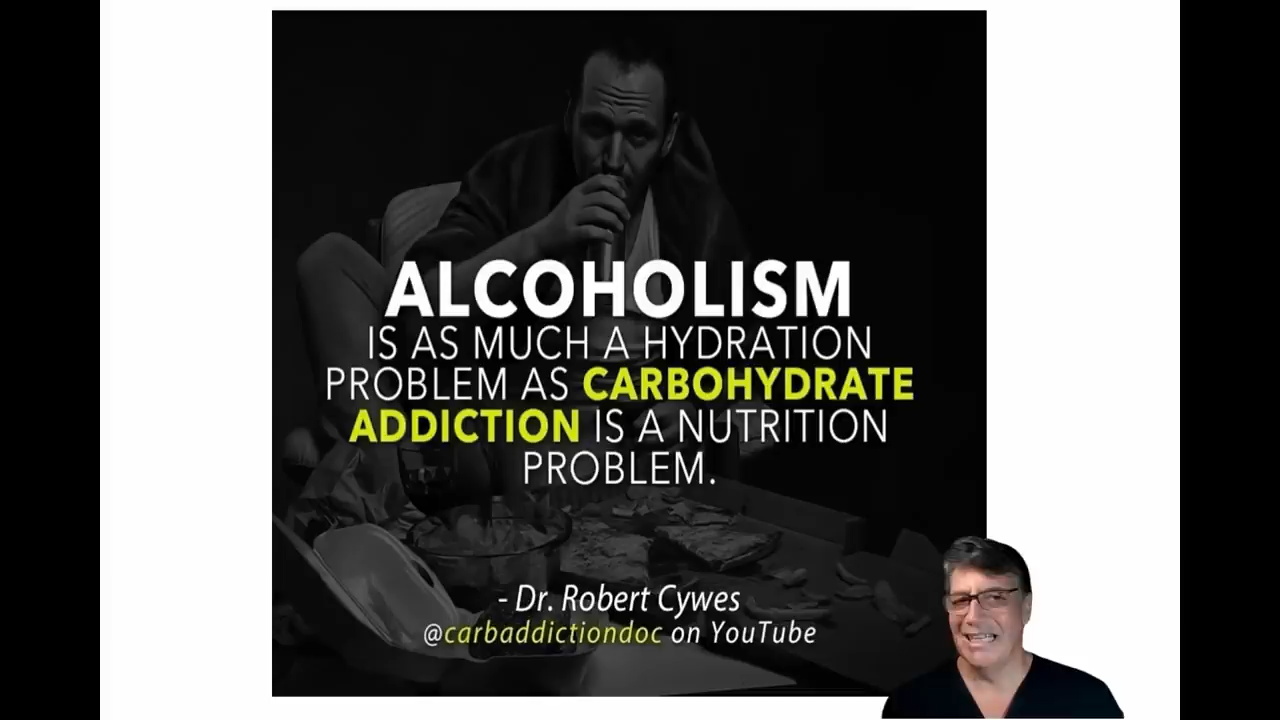 ALCOHOLISM
IS AS MUCH A HYDRATION
PROBLEM AS CARBOHYDRATE
ADDICTION IS A NUTRITION
PROBLEM.
- Dr. Robert Cywes
@carbaddictiondoc on YouTube